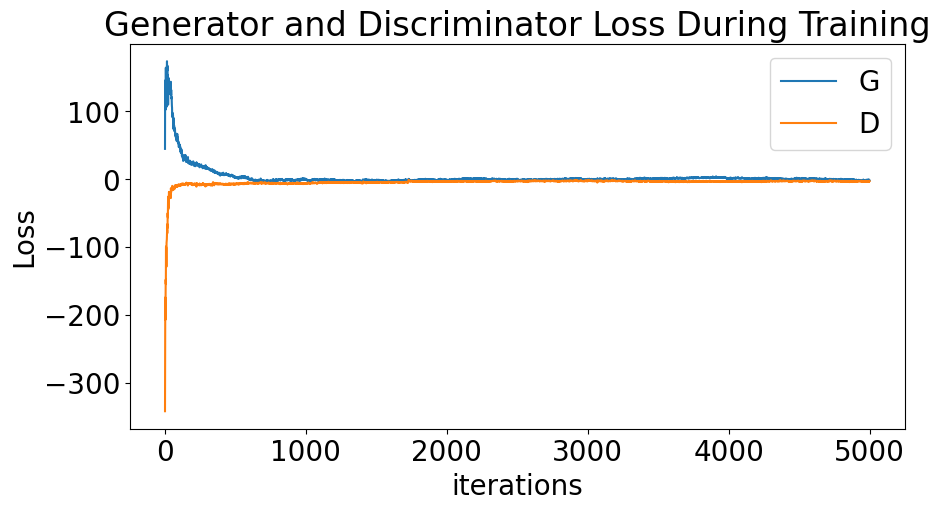 Generator and Discriminator Loss During Training
G
D
Loss
100
0
−100
−200
−300
0 1000 2000 3000 4000 5000
iterations